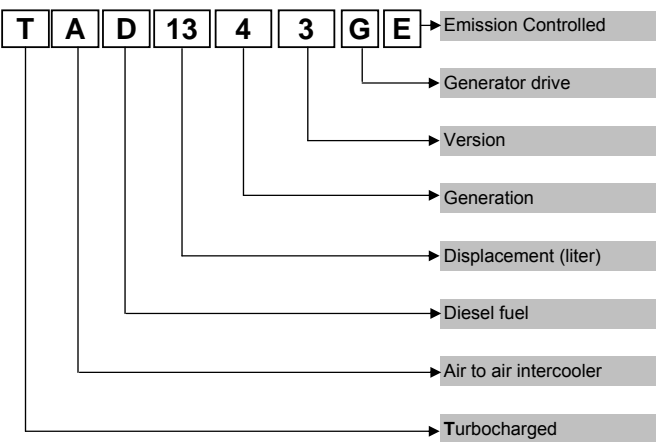 T A D 13 4 3 G E
Emission Controlled
Generator drive
Version
Generation
Displacement (liter)
Diesel fuel
Air to air intercooler
Turbocharged